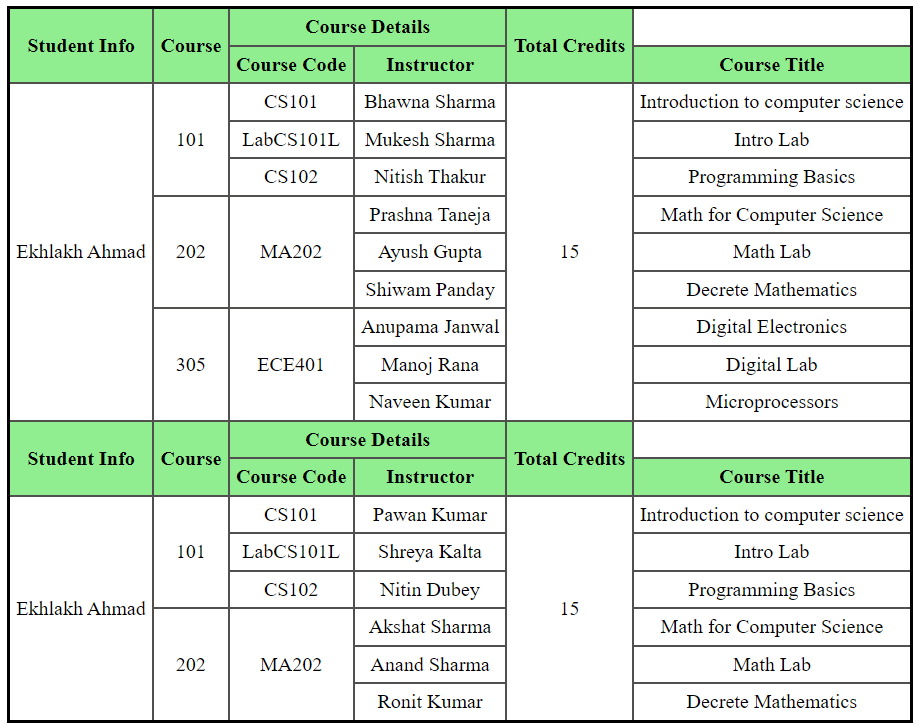 Student Info Course Course Details Total Credits
Course Code Instructor Course Title
CS101 Bhawna Sharma Introduction to computer science
101 LabCS101L Mukesh Sharma Intro Lab
CS102 Nitish Thakur Programming Basics
Prashna Taneja Math for Computer Science
Ekhlakh Ahmad 202 MA202 Ayush Gupta 15 Math Lab
Shiwam Panday Decrete Mathematics
Anupama Janwal Digital Electronics
305 ECE401 Manoj Rana Digital Lab
Naveen Kumar Microprocessors
Student Info Course Course Details Total Credits
Course Code Instructor Course Title
CS101 Pawan Kumar Introduction to computer science
101 LabCS101L Shreya Kalta Intro Lab
CS102 Nitin Dubey Programming Basics
Ekhlakh Ahmad 15
Akshat Sharma Math for Computer Science
202 MA202 Anand Sharma Math Lab
Ronit Kumar Decrete Mathematics